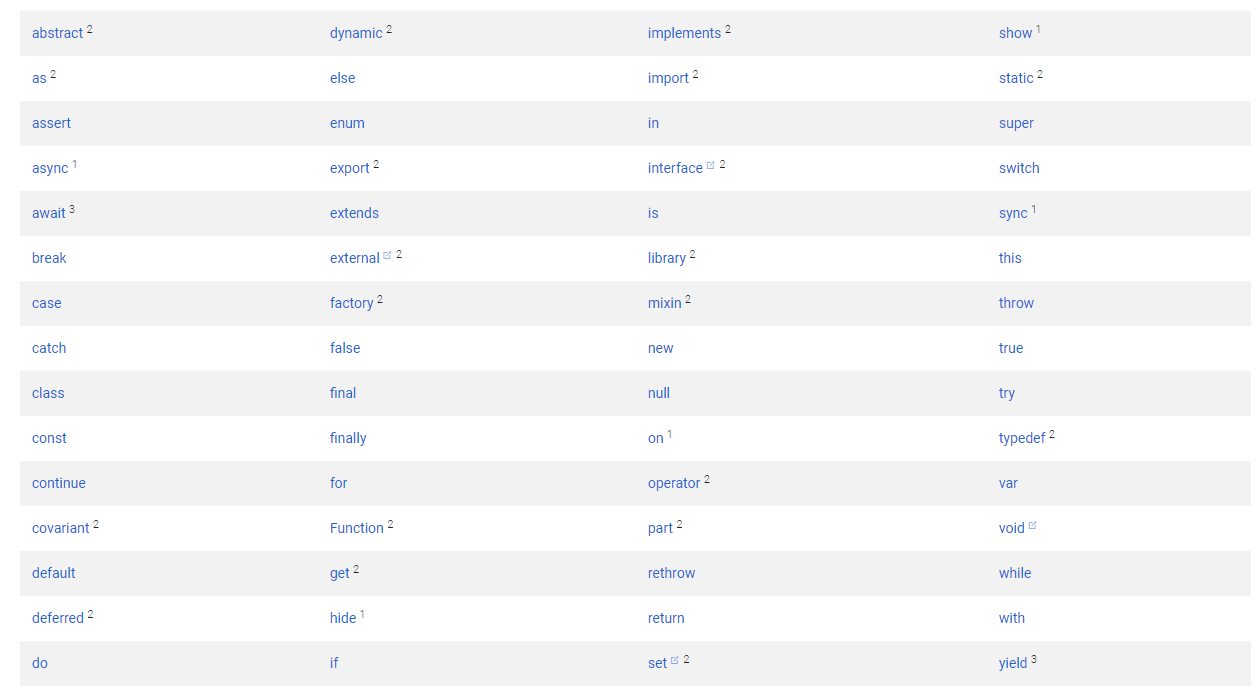 abstract 2 dynamic 2 implements 2 show 1
as 2 else import 2 static 2
assert enum in super
async 1 export 2 interface 2 switch
await 3 extends is sync 1
break external 2 library 2 this
case factory 2 mixin 2 throw
catch false new true
class final null try
const finally on 1 typedef 2
continue for operator 2 var
covariant 2 Function 2 part 2 void
default get 2 rethrow while
deferred 2 hide 1 return with
do if set 2 yield 3